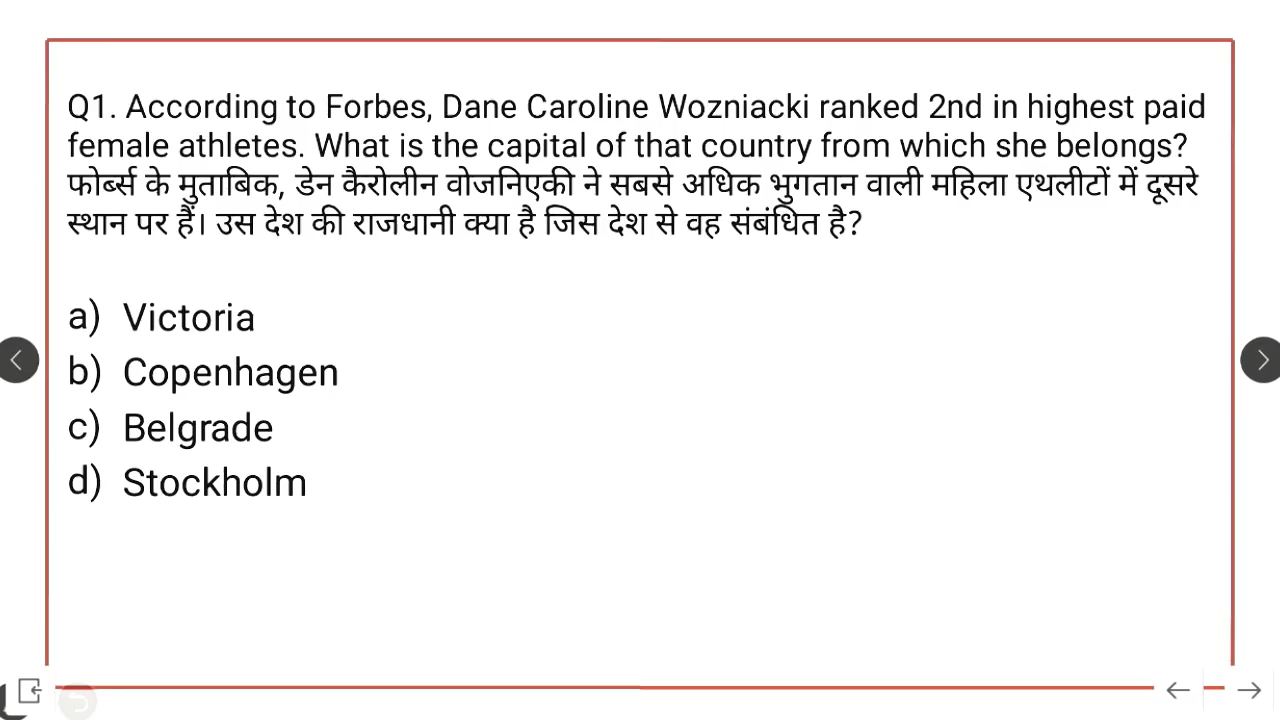 Q1. According to Forbes, Dane Caroline Wozniacki ranked 2nd in highest paid
female athletes. What is the capital of that country from which she belongs?
फोर्ब्स के मुताबिक, डेन कैरोलीन वोजनिएकी ने सबसे अधिक भुगतान वाली महिला एथलीटों में दूसरे
स्थान पर हैं। उस देश की राजधानी क्या है जिस देश से वह संबंधित है?
a) Victoria
b) Copenhagen
c) Belgrade
d) Stockholm